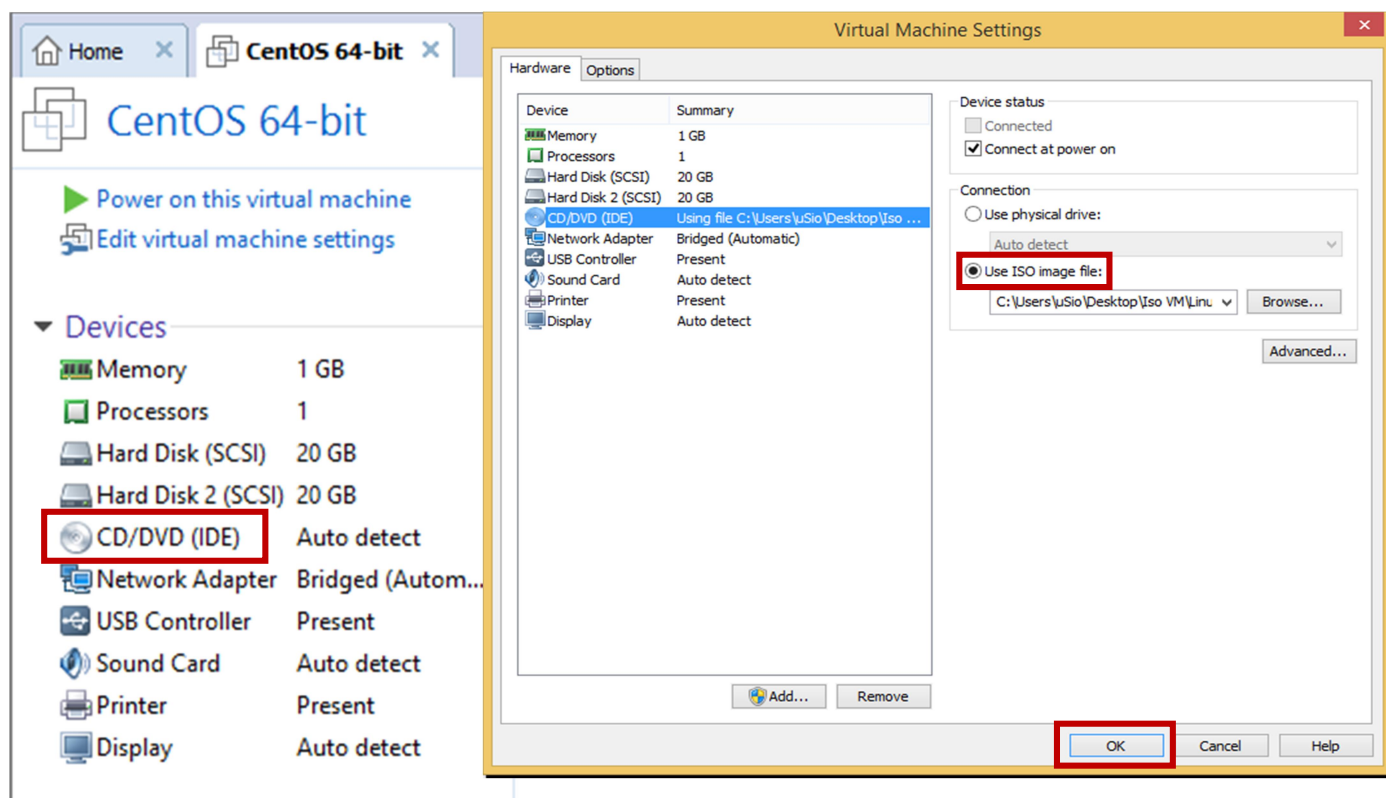 Home
CentOS 64-bit
CentOS 64-bit
Power on this virtual machine
Edit virtual machine settings
Devices
Memory 1 GB
Processors 1
Hard Disk (SCSI) 20 GB
Hard Disk 2 (SCSI) 20 GB
CD/DVD (IDE) Auto detect
Network Adapter Bridged (Autom...
USB Controller Present
Sound Card Auto detect
Printer Present
Display Auto detect
Virtual Machine Settings
Hardware Options
Device Summary
Memory 1 GB
Processors 1
Hard Disk (SCSI) 20 GB
Hard Disk 2 (SCSI) 20 GB
CD/DVD (IDE) Using file C:\Users\uSio\Desktop\Iso ...
Network Adapter Bridged (Automatic)
USB Controller Present
Sound Card Auto detect
Printer Present
Display Auto detect
Add... Remove
Device status
Connected
Connect at power on
Connection
Use physical drive:
Auto detect
Use ISO image file:
C:\Users\uSio\Desktop\Iso VM\Linu Browse...
Advanced...
OK Cancel Help